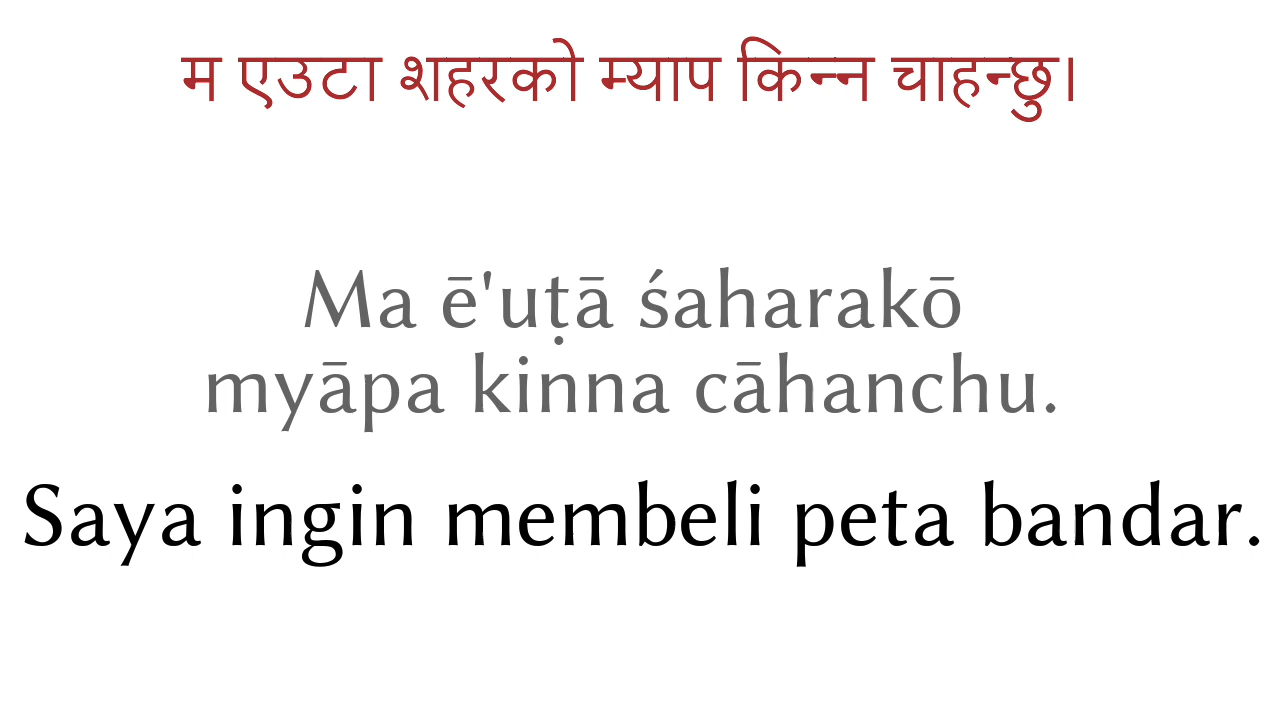 म एउटा शहरको म्याप किन्न चाहन्छु।
Ma ē'uṭā śaharakō
myāpa kinna cāhanchu.
Saya ingin membeli peta bandar.